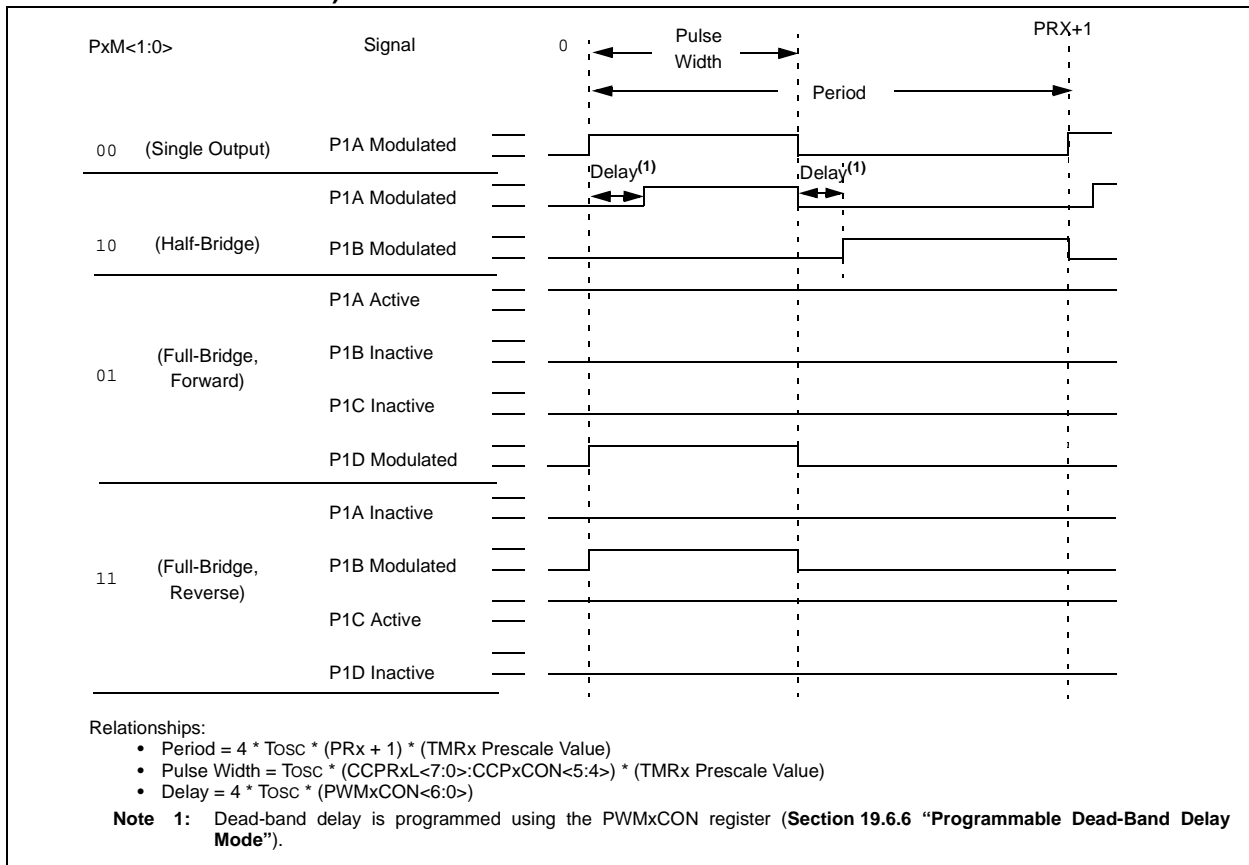 PxM<1:0> Signal 0 Pulse Width PRX+1
Period
00 (Single Output) P1A Modulated
Delay(1) Delay(1)
P1A Modulated
10 (Half-Bridge) P1B Modulated
P1A Active
01 (Full-Bridge, Forward) P1B Inactive
P1C Inactive
P1D Modulated
P1A Inactive
11 (Full-Bridge, Reverse) P1B Modulated
P1C Active
P1D Inactive
Relationships:
• Period = 4 * TOSC * (PRx + 1) * (TMRx Prescale Value)
• Pulse Width = TOSC * (CCPRxL<7:0>:CCPxCON<5:4>) * (TMRx Prescale Value)
• Delay = 4 * TOSC * (PWMxCON<6:0>)
Note 1: Dead-band delay is programmed using the PWMxCON register (Section 19.6.6 “Programmable Dead-Band Delay
Mode”).